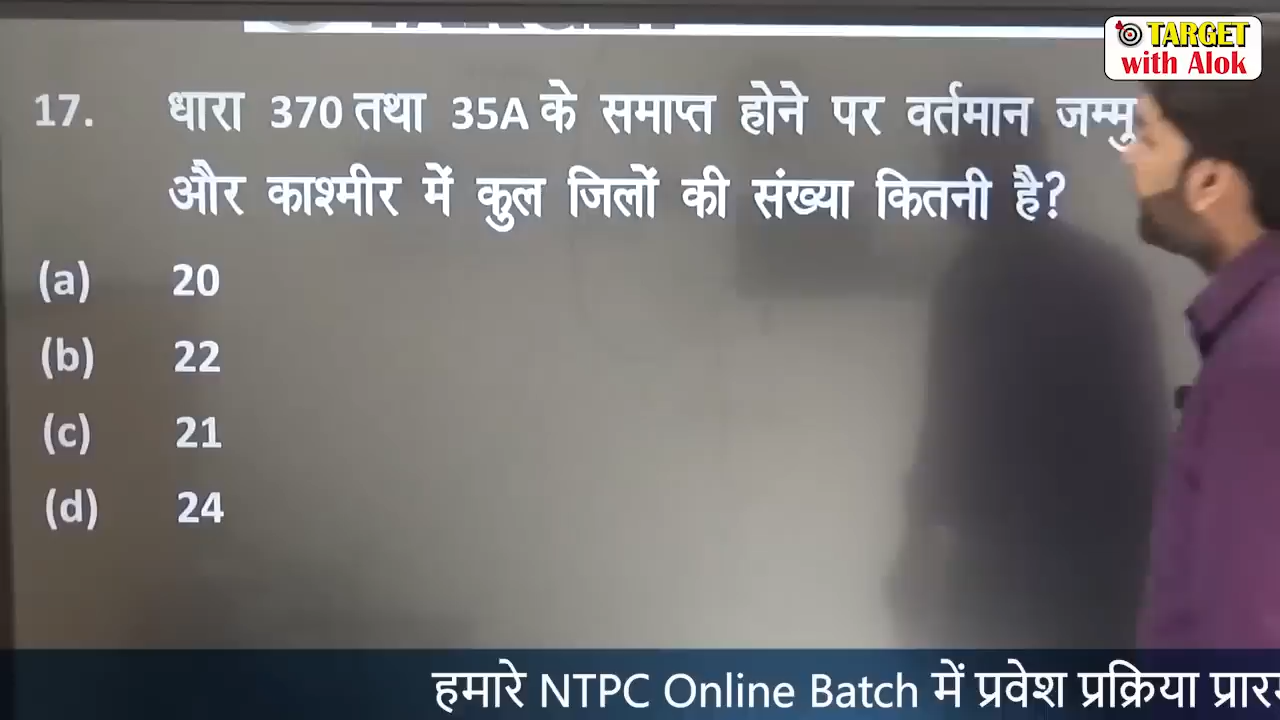 TARGET
with Alok
17. धारा 370 तथा 35A के समाप्त होने पर वर्तमान जम्मु
और काश्मीर में कुल जिलों की संख्या कितनी है?
(a) 20
(b) 22
(c) 21
(d) 24
हमारे NTPC Online Batch में प्रवेश प्रक्रिया